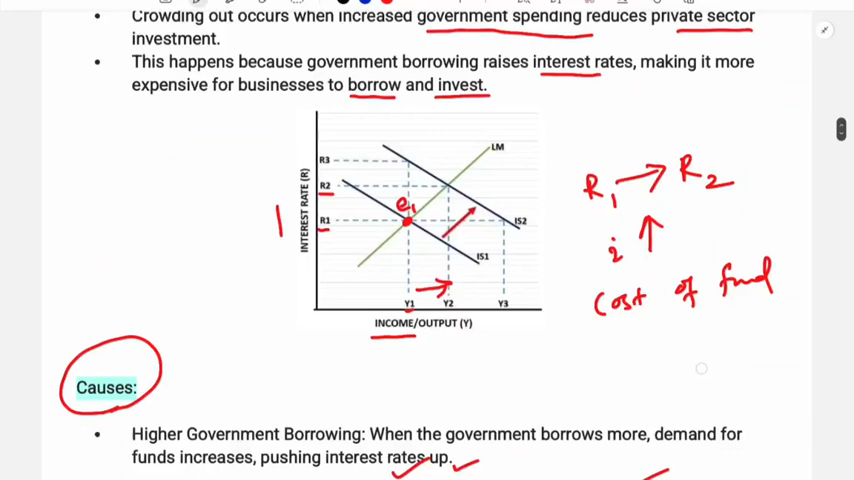 Crowding out occurs when increased government spending reduces private sector
investment.
This happens because government borrowing raises interest rates, making it more
expensive for businesses to borrow and invest.
LM
R3
R2
e1
R1
IS2
IS1
INTEREST RATE (R)
Y1
Y2
Y3
INCOME/OUTPUT (Y)
R1 → R2
i ↑
Cost of fund
Causes:
Higher Government Borrowing: When the government borrows more, demand for
funds increases, pushing interest rates up.